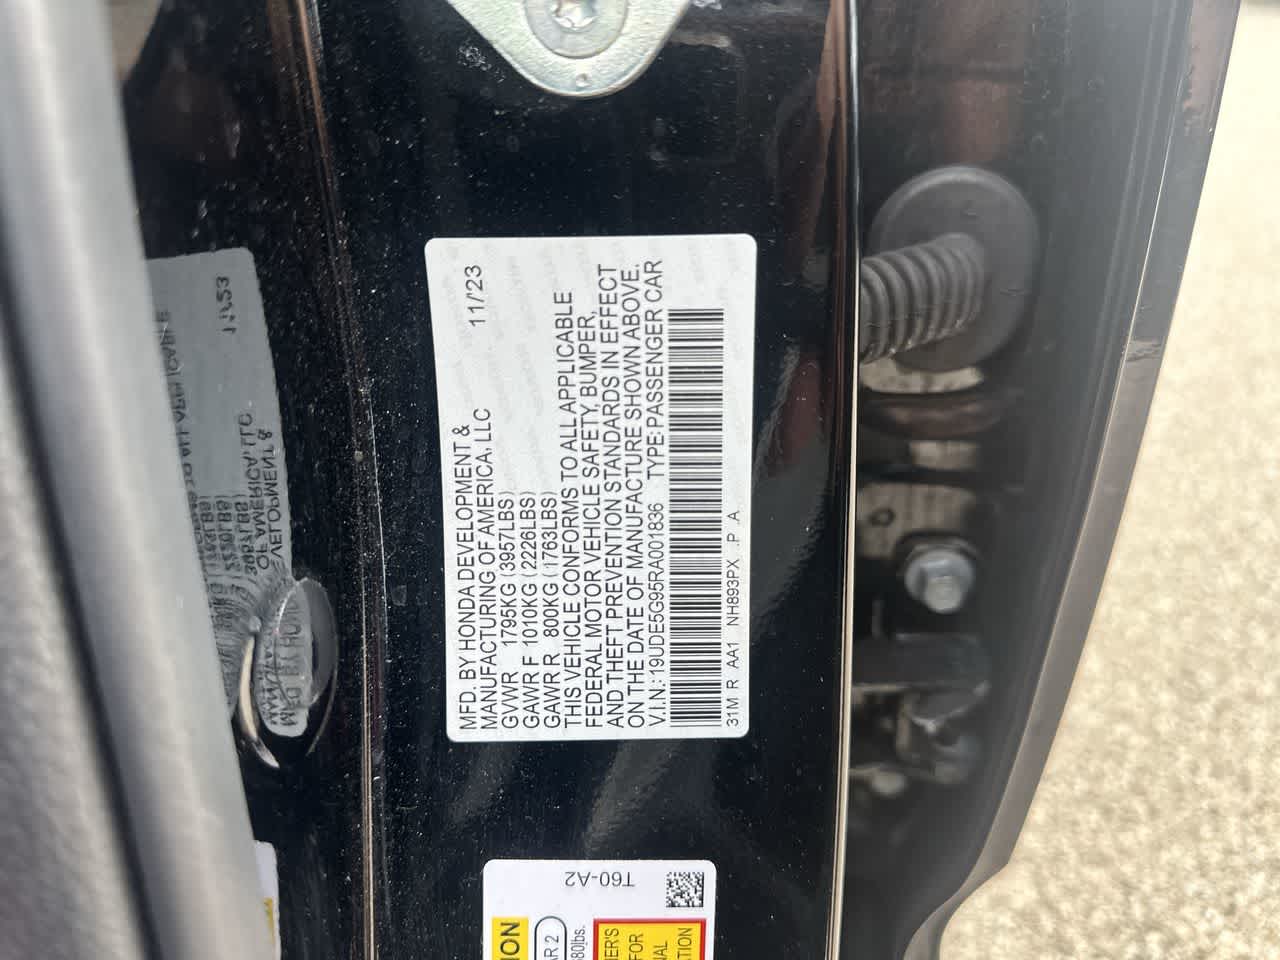 MFD. BY HONDA DEVELOPMENT & 11/23
MANUFACTURING OF AMERICA, LLC
GVWR 1795KG (3957LBS)
GAWR F 1010KG (2226LBS)
GAWR R 800KG (1763LBS)
THIS VEHICLE CONFORMS TO ALL APPLICABLE
FEDERAL MOTOR VEHICLE SAFETY, BUMPER,
AND THEFT PREVENTION STANDARDS IN EFFECT
ON THE DATE OF MANUFACTURE SHOWN ABOVE.
V.I.N.: 19UDE5G95RA001836 TYPE: PASSENGER CAR
31M R AA1 NH893PX .P .A
T60-A2